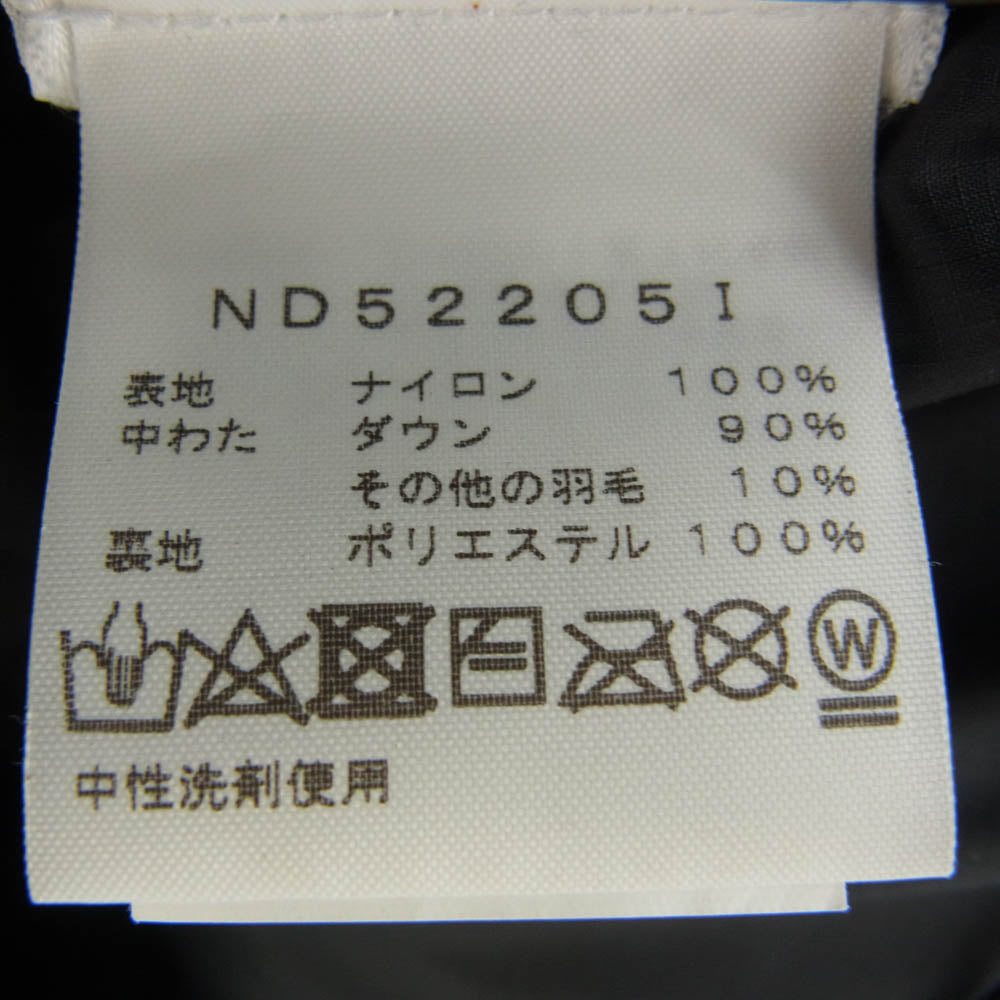 ND52205I
表地 ナイロン 100%
中わた ダウン 90%
その他の羽毛 10%
裏地 ポリエステル 100%
W
中性洗剤使用